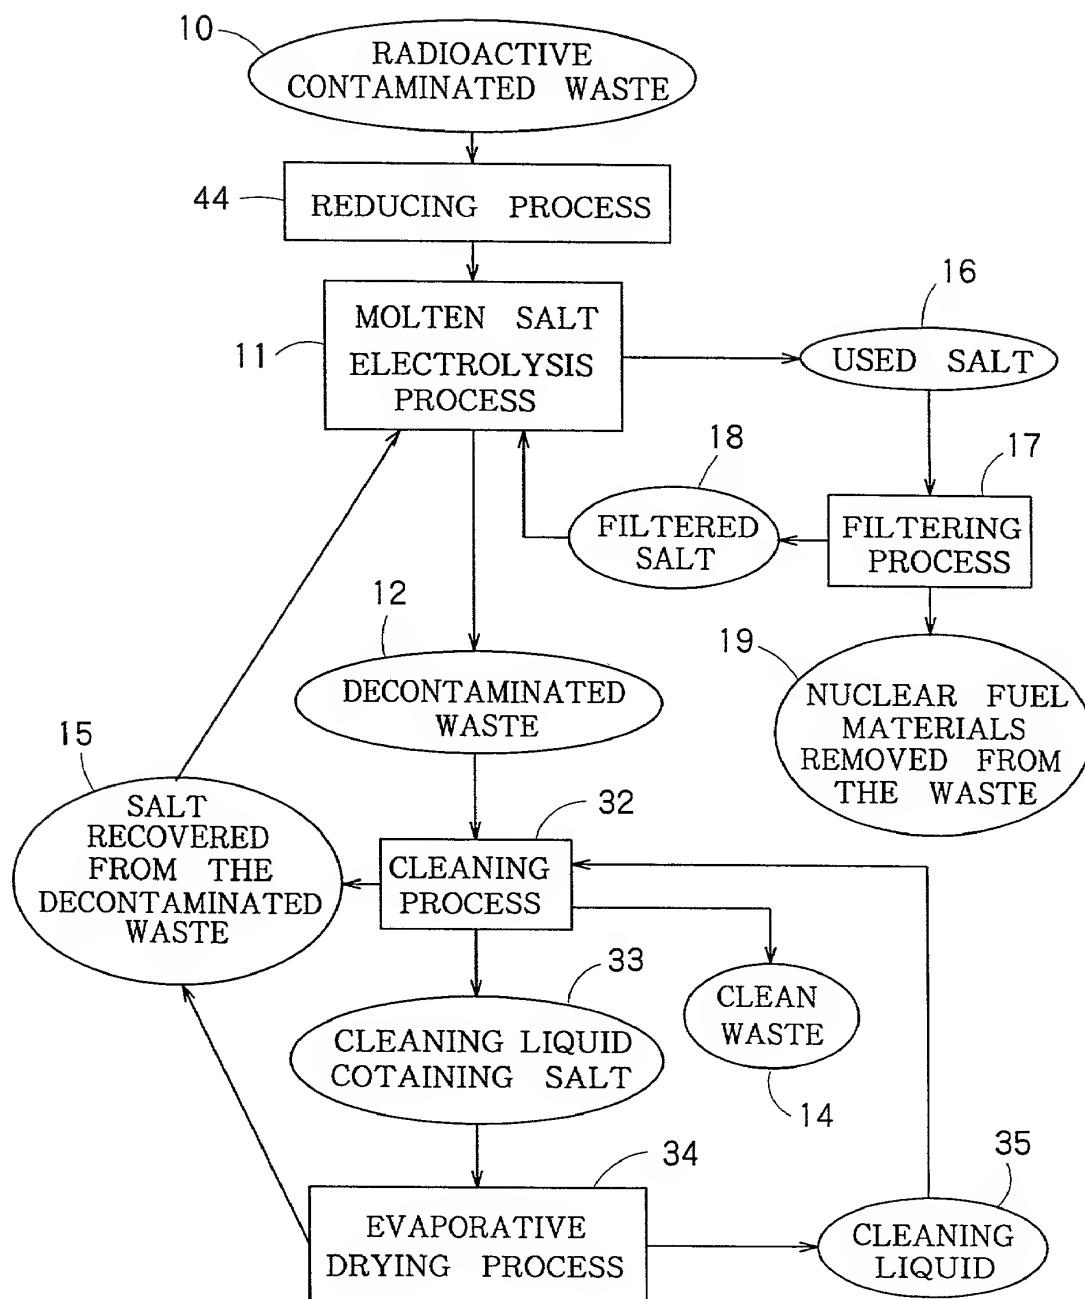 10
RADIOACTIVE
CONTAMINATED WASTE
44
REDUCING PROCESS
11
MOLTEN SALT
ELECTROLYSIS
PROCESS
16
USED SALT
18
FILTERED
SALT
17
FILTERING
PROCESS
12
DECONTAMINATED
WASTE
19
NUCLEAR FUEL
MATERIALS
REMOVED FROM
THE WASTE
15
SALT
RECOVERED
FROM THE
DECONTAMINATED
WASTE
32
CLEANING
PROCESS
33
CLEANING LIQUID
COTAINING SALT
CLEAN
WASTE
14
34
EVAPORATIVE
DRYING PROCESS
35
CLEANING
LIQUID